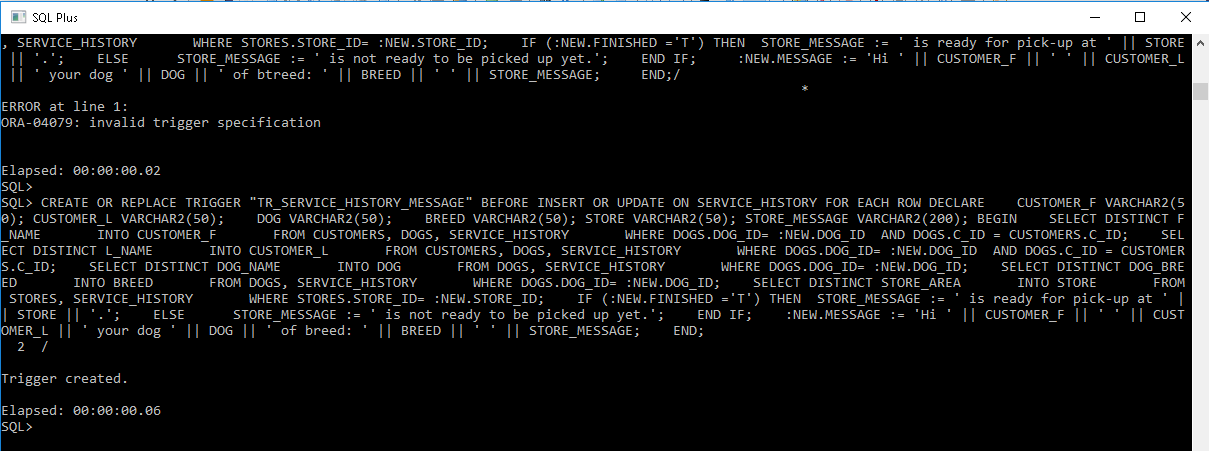 SQL Plus
, SERVICE_HISTORY      WHERE STORES.STORE_ID= :NEW.STORE_ID;    IF (:NEW.FINISHED ='T') THEN  STORE_MESSAGE := ' is ready for pick-up at ' || STORE
|| '.';    ELSE      STORE_MESSAGE := ' is not ready to be picked up yet.';    END IF;     :NEW.MESSAGE := 'Hi ' || CUSTOMER_F || ' ' || CUSTOMER_L
|| ' your dog ' || DOG || ' of btreed: ' || BREED || ' ' || STORE_MESSAGE;     END;/
*
ERROR at line 1:
ORA-04079: invalid trigger specification
Elapsed: 00:00:00.02
SQL>
SQL> CREATE OR REPLACE TRIGGER "TR_SERVICE_HISTORY_MESSAGE" BEFORE INSERT OR UPDATE ON SERVICE_HISTORY FOR EACH ROW DECLARE    CUSTOMER_F VARCHAR2(5
0); CUSTOMER_L VARCHAR2(50);    DOG VARCHAR2(50);    BREED VARCHAR2(50); STORE VARCHAR2(50); STORE_MESSAGE VARCHAR2(200); BEGIN    SELECT DISTINCT F
_NAME      INTO CUSTOMER_F       FROM CUSTOMERS, DOGS, SERVICE_HISTORY       WHERE DOGS.DOG_ID= :NEW.DOG_ID  AND DOGS.C_ID = CUSTOMERS.C_ID;    SEL
ECT DISTINCT L_NAME       INTO CUSTOMER_L       FROM CUSTOMERS, DOGS, SERVICE_HISTORY       WHERE DOGS.DOG_ID= :NEW.DOG_ID  AND DOGS.C_ID = CUSTOMER
S.C_ID;    SELECT DISTINCT DOG_NAME       INTO DOG       FROM DOGS, SERVICE_HISTORY       WHERE DOGS.DOG_ID= :NEW.DOG_ID;    SELECT DISTINCT DOG_BRE
ED       INTO BREED       FROM DOGS, SERVICE_HISTORY       WHERE DOGS.DOG_ID= :NEW.DOG_ID;    SELECT DISTINCT STORE_AREA       INTO STORE       FROM
STORES, SERVICE_HISTORY       WHERE STORES.STORE_ID= :NEW.STORE_ID;    IF (:NEW.FINISHED ='T') THEN  STORE_MESSAGE := ' is ready for pick-up at ' |
| STORE || '.';    ELSE      STORE_MESSAGE := ' is not ready to be picked up yet.';    END IF;    :NEW.MESSAGE := 'Hi ' || CUSTOMER_F || ' ' || CUST
OMER_L || ' your dog ' || DOG || ' of breed: ' || BREED || ' ' || STORE_MESSAGE;    END;
2  /
Trigger created.
Elapsed: 00:00:00.06
SQL>